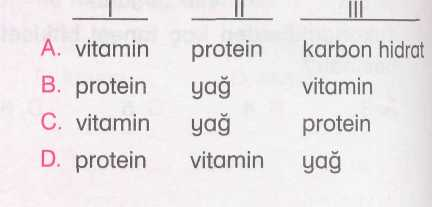 I II III
A. vitamin protein karbon hidrat
B. protein yağ vitamin
C. vitamin yağ protein
D. protein vitamin yağ